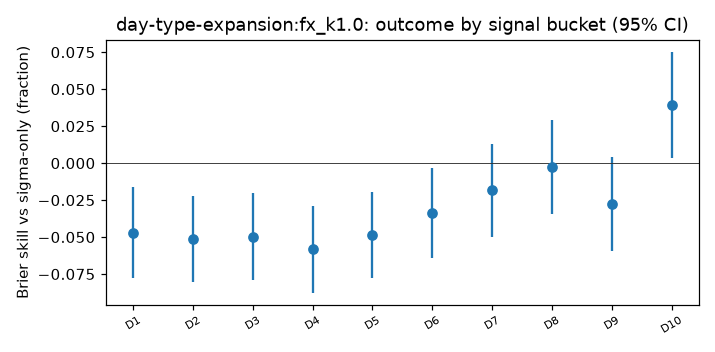 day-type-expansion:fx_k1.0: outcome by signal bucket (95% CI)
Brier skill vs sigma-only (fraction)
0.075
0.050
0.025
0.000
−0.025
−0.050
−0.075
D1 D2 D3 D4 D5 D6 D7 D8 D9 D10